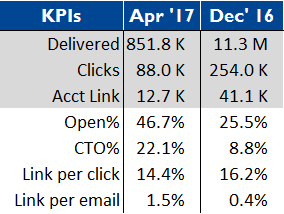 KPIs Apr '17 Dec' 16
Delivered 851.8 K 11.3 M
Clicks 88.0 K 254.0 K
Acct Link 12.7 K 41.1 K
Open% 46.7% 25.5%
CTO% 22.1% 8.8%
Link per click 14.4% 16.2%
Link per email 1.5% 0.4%